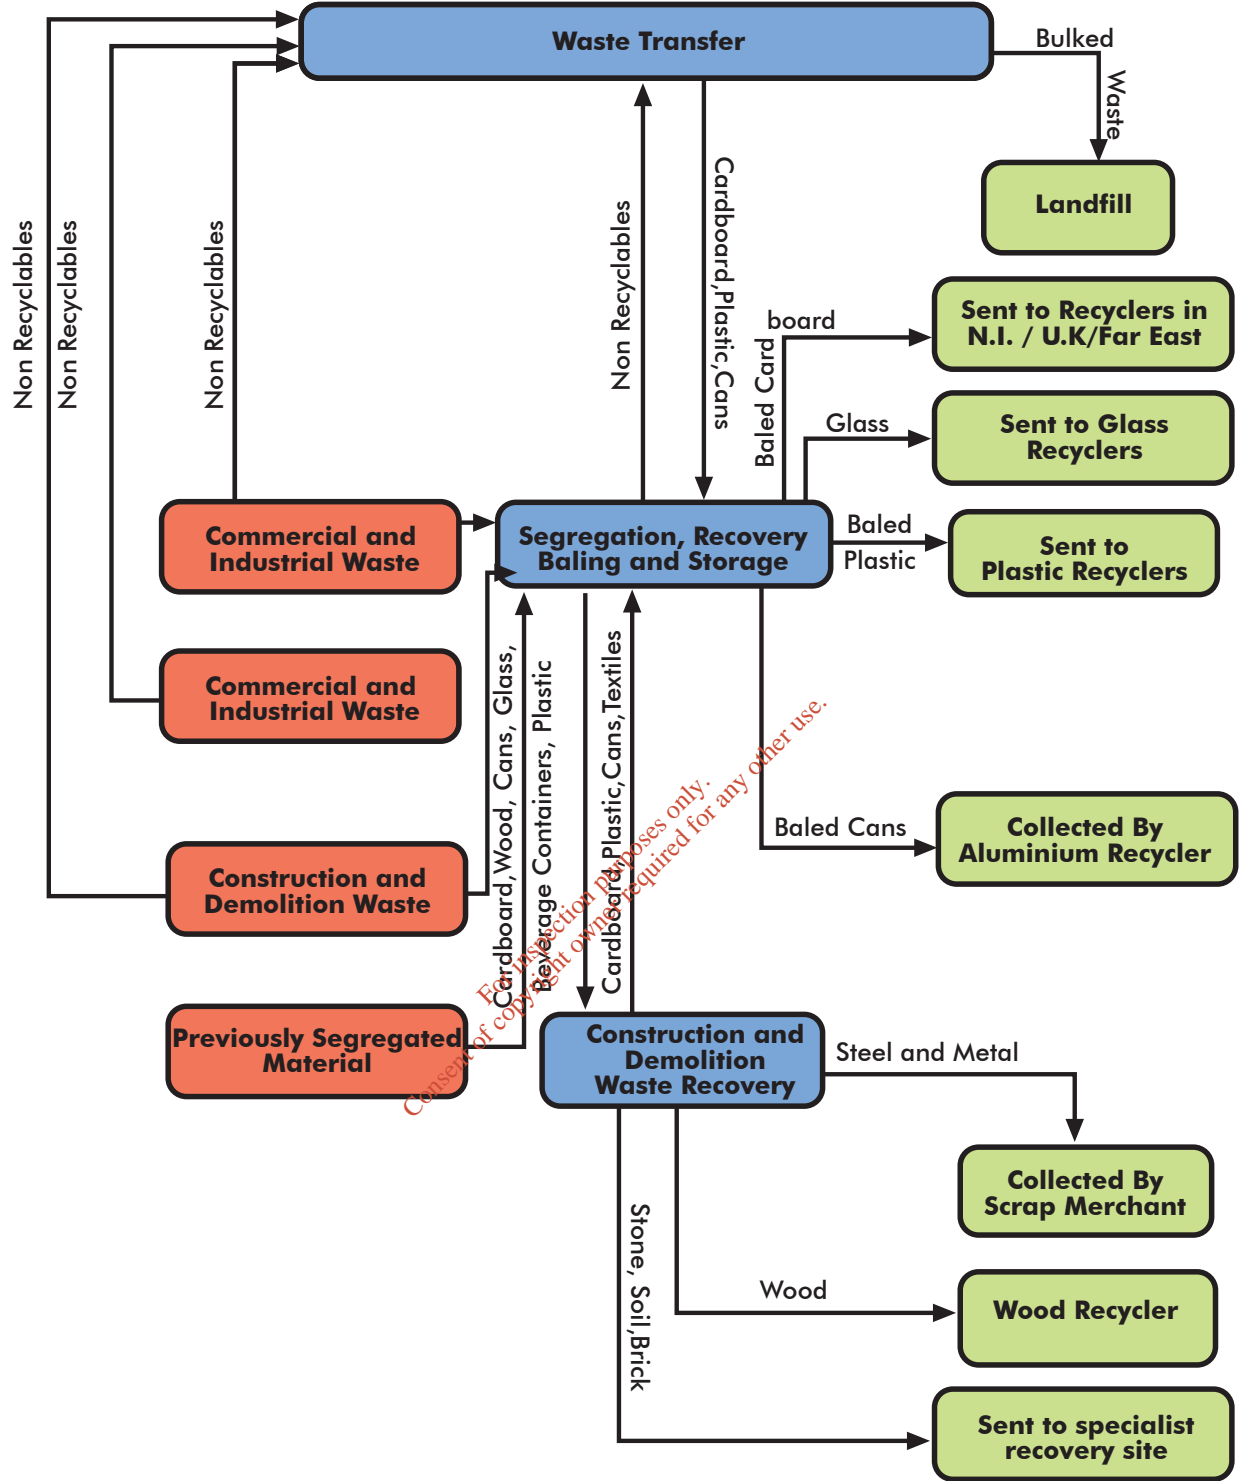 Waste Transfer
Bulked
Waste
Landfill
Non Recyclables
Non Recyclables
Non Recyclables
Non Recyclables
Cardboard,Plastic,Cans
Baled Card
board
Sent to Recyclers in
N.I. / U.K/Far East
Glass
Sent to Glass
Recyclers
Commercial and
Industrial Waste
Segregation, Recovery
Baling and Storage
Baled
Plastic
Sent to
Plastic Recyclers
Commercial and
Industrial Waste
Cardboard,Wood, Cans, Glass,
Beverage Containers, Plastic
Cardboard,Plastic,Cans,Textiles
Baled Cans
Collected By
Aluminium Recycler
Construction and
Demolition Waste
For inspection purposes only.
Consent of copyright owner required for any other use.
Previously Segregated
Material
Construction and
Demolition
Waste Recovery
Steel and Metal
Collected By
Scrap Merchant
Stone, Soil,Brick
Wood
Wood Recycler
Sent to specialist
recovery site